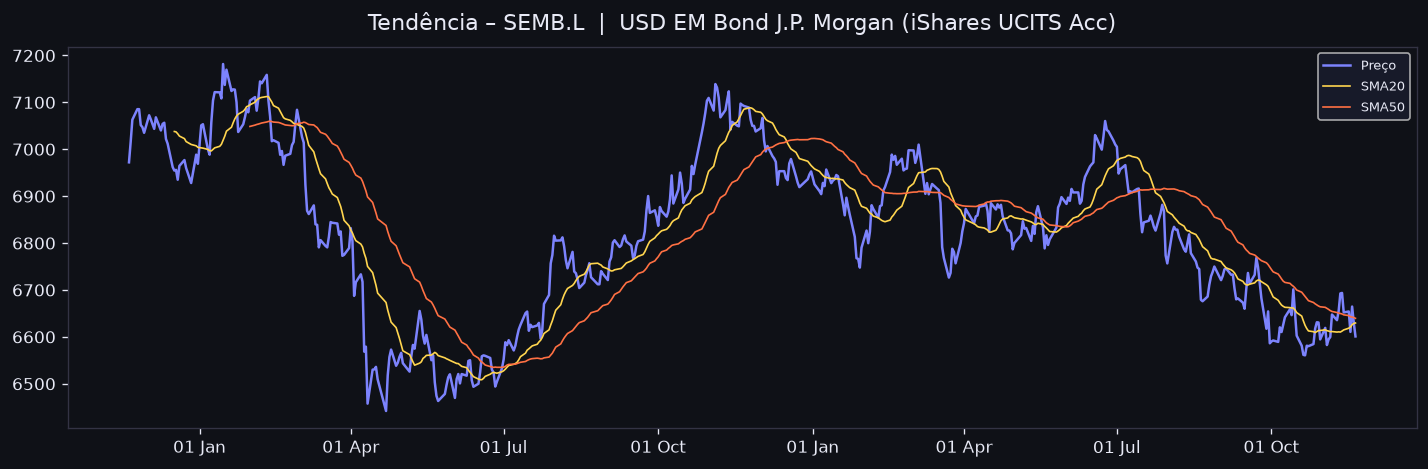 Tendência – SEMB.L | USD EM Bond J.P. Morgan (iShares UCITS Acc)
7200
7100
7000
6900
6800
6700
6600
6500
Preço
SMA20
SMA50
01 Jan 01 Apr 01 Jul 01 Oct 01 Jan 01 Apr 01 Jul 01 Oct